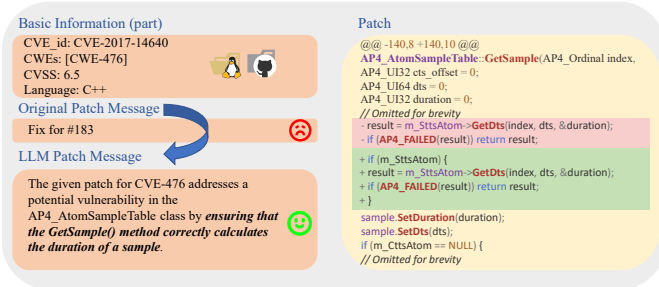 Basic Information (part)
CVE_id: CVE-2017-14640
CWEs: [CWE-476]
CVSS: 6.5
Language: C++
Original Patch Message
Fix for #183
LLM Patch Message
The given patch for CVE-476 addresses a
potential vulnerability in the
AP4_AtomSampleTable class by ensuring that
the GetSample() method correctly calculates
the duration of a sample.
Patch
@@ -140,8 +140,10 @@
AP4_AtomSampleTable::GetSample(AP4_Ordinal index,
AP4_UI32 cts_offset = 0;
AP4_UI64 dts = 0;
AP4_UI32 duration = 0;
// Omitted for brevity
- result = m_SttsAtom->GetDts(index, dts, &duration);
- if (AP4_FAILED(result)) return result;
+ if (m_SttsAtom) {
+ result = m_SttsAtom->GetDts(index, dts, &duration);
+ if (AP4_FAILED(result)) return result;
+ }
sample.SetDuration(duration);
sample.SetDts(dts);
if (m_CttsAtom == NULL) {
// Omitted for brevity